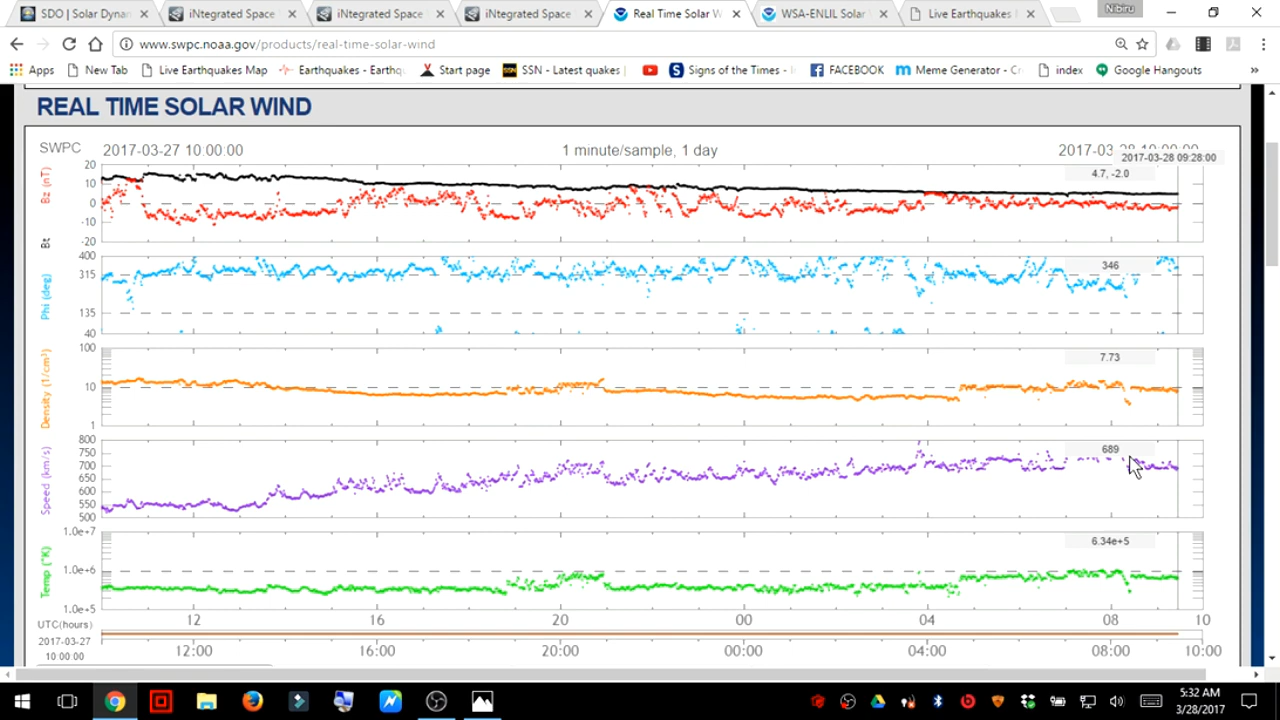 SDO | Solar Dynam
iNtegrated Space
iNtegrated Space
iNtegrated Space
Real Time Solar W
WSA-ENLIL Solar
Live Earthquakes
Nibiru
www.swpc.noaa.gov/products/real-time-solar-wind
Apps New Tab Live Earthquakes Map Earthquakes - Earthq Start page SSN - Latest quakes Signs of the Times - FACEBOOK Meme Generator - Cr index Google Hangouts »
REAL TIME SOLAR WIND
SWPC 2017-03-27 10:00:00 1 minute/sample, 1 day 2017-03-28 10:00:00
2017-03-28 09:28:00
4.7, -2.0
Bt Bz (nT)
20
10
0
-10
-20
346
Phi (deg)
400
315
135
40
7.73
Density (1/cm³)
100
10
1
689
Speed (km/s)
800
750
700
650
600
550
500
6.34e+5
Temp (°K)
1.0e+7
1.0e+6
1.0e+5
UTC(hours) 12 16 20 00 04 08 10
2017-03-27
10:00:00
12:00 16:00 20:00 00:00 04:00 08:00 10:00
5:32 AM
3/28/2017